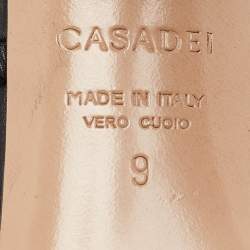 CASADEI
MADE IN ITALY
VERO CUOIO
9